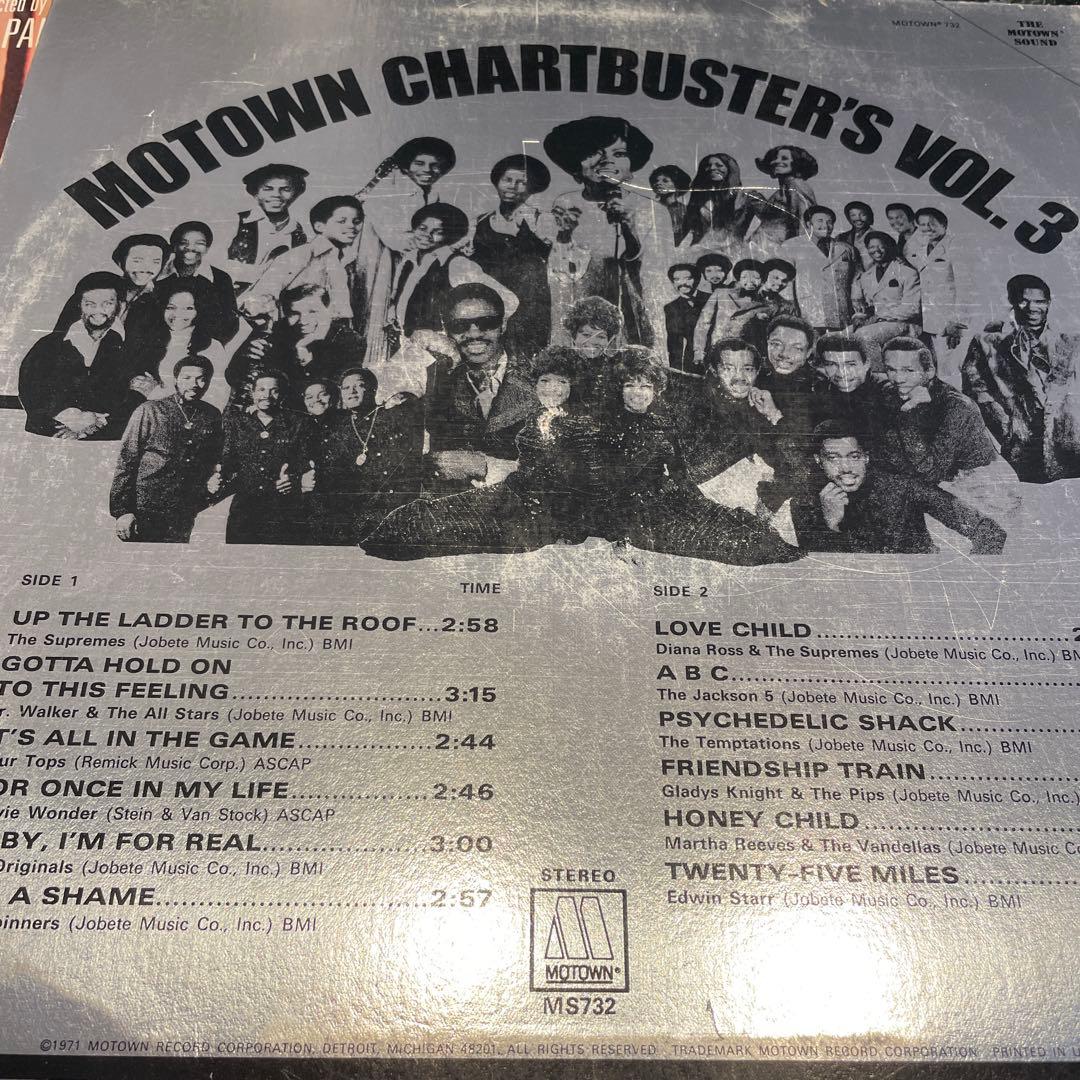 cted by
PA
MOTOWN® 732
THE
MOTOWN®
SOUND
MOTOWN CHARTBUSTER'S VOL. 3
SIDE 1
TIME
UP THE LADDER TO THE ROOF...2:58
The Supremes (Jobete Music Co., Inc.) BMI
GOTTA HOLD ON
TO THIS FEELING..........................3:15
r. Walker & The All Stars (Jobete Music Co., Inc.) BMI
T'S ALL IN THE GAME.................2:44
ur Tops (Remick Music Corp.) ASCAP
OR ONCE IN MY LIFE..................2:46
vie Wonder (Stein & Van Stock) ASCAP
BY, I'M FOR REAL......................3:00
Originals (Jobete Music Co., Inc.) BMI
A SHAME...................................2:57
pinners (Jobete Music Co., Inc.) BMI
SIDE 2
LOVE CHILD...................................2
Diana Ross & The Supremes (Jobete Music Co., Inc.) BM
A B C.............................................
The Jackson 5 (Jobete Music Co., Inc.) BMI
PSYCHEDELIC SHACK................
The Temptations (Jobete Music Co., Inc.) BMI
FRIENDSHIP TRAIN....................
Gladys Knight & The Pips (Jobete Music Co., Inc.)
HONEY CHILD............................
Martha Reeves & The Vandellas (Jobete Music Co
TWENTY-FIVE MILES................
Edwin Starr (Jobete Music Co., Inc.) BMI
STEREO
M
MOTOWN®
MS732
©1971 MOTOWN RECORD CORPORATION, DETROIT, MICHIGAN 48201. ALL RIGHTS RESERVED. TRADEMARK MOTOWN RECORD CORPORATION PRINTED IN U